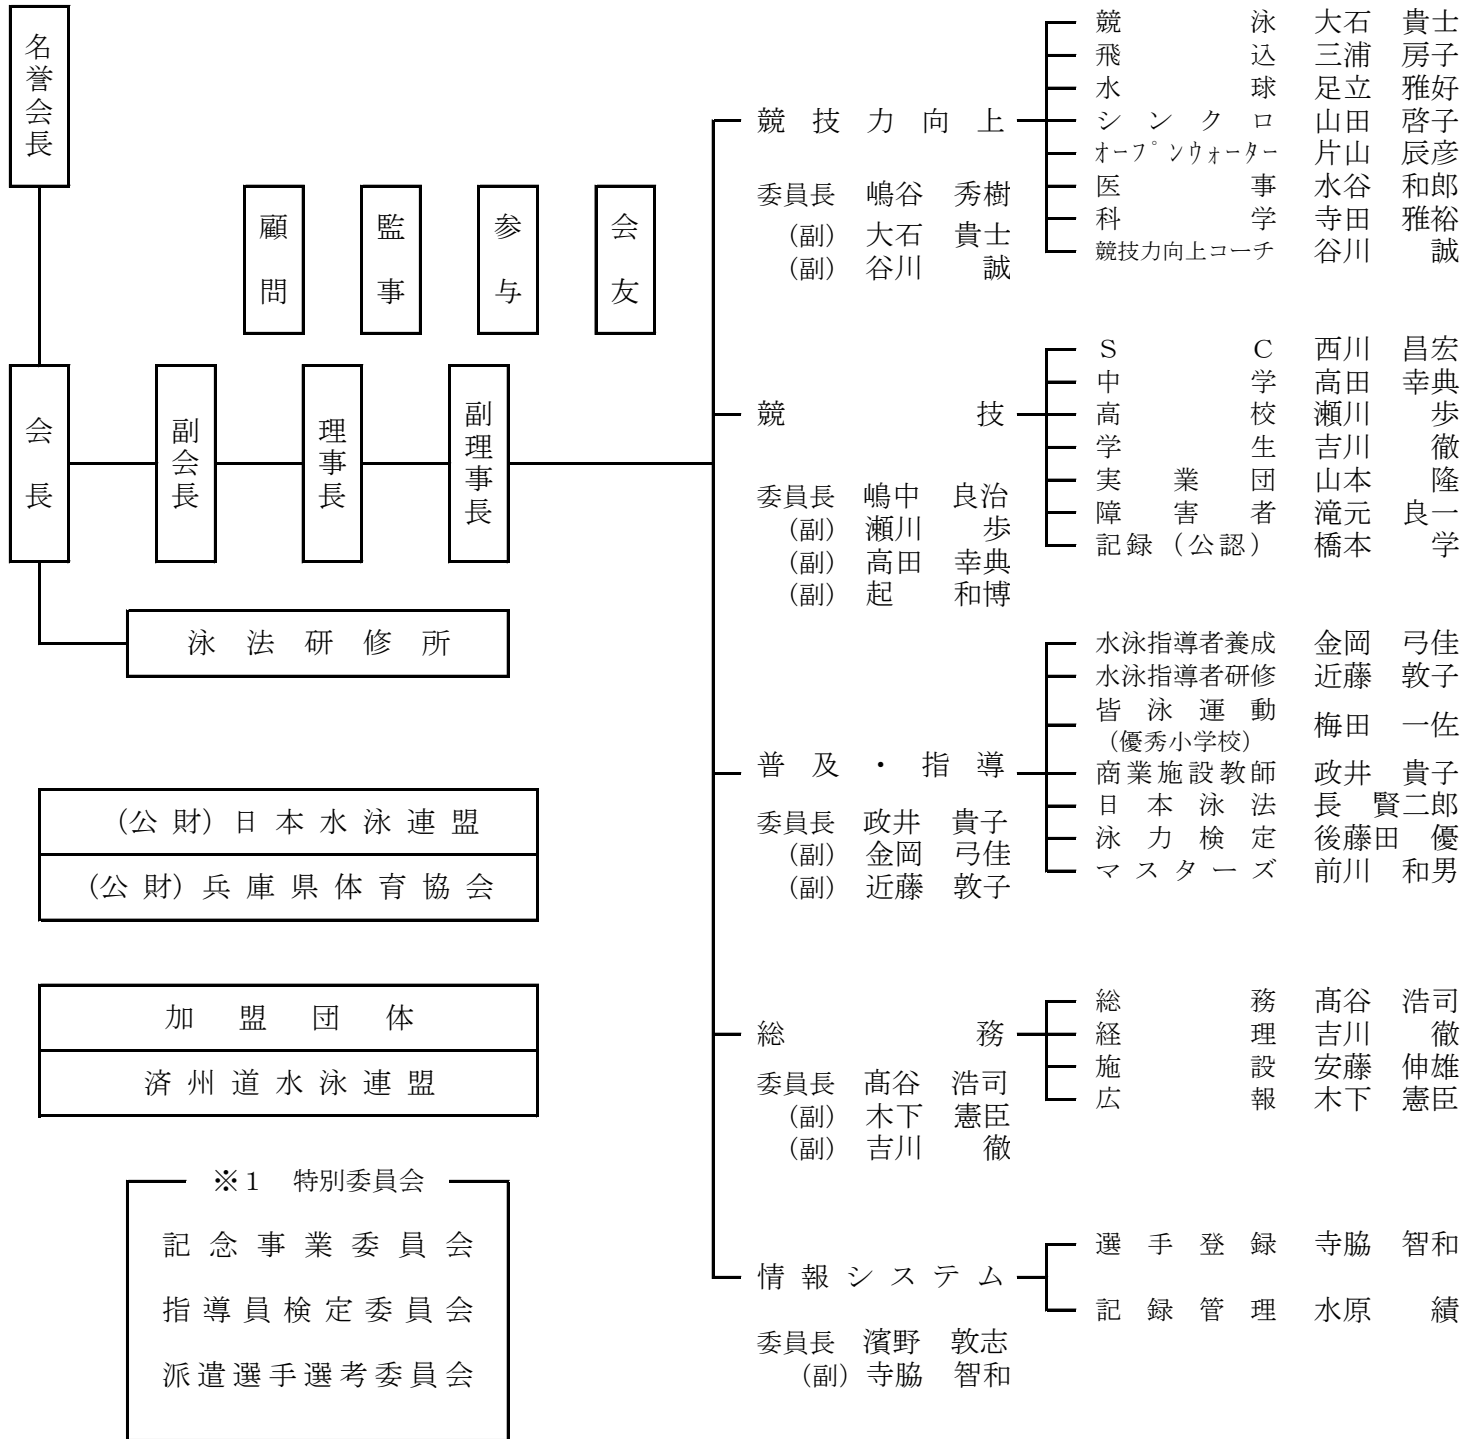 名誉会長
顧問
監事
参与
会友
会長
副会長
理事長
副理事長
泳法研修所
(公財)日本水泳連盟
(公財)兵庫県体育協会
加盟団体
済州道水泳連盟
※1 特別委員会
記念事業委員会
指導員検定委員会
派遣選手選考委員会
競技力向上
委員長 嶋谷 秀樹
(副) 大石 貴士
(副) 谷川 誠
競泳 大石 貴士
飛込 三浦 房子
水球 足立 雅好
シンクロ 山田 啓子
オープンウォーター 片山 辰彦
医事 水谷 和郎
科学 寺田 雅裕
競技力向上コーチ 谷川 誠
競技
委員長 嶋中 良治
(副) 瀬川 歩
(副) 高田 幸典
(副) 起 和博
SC 西川 昌宏
中学 高田 幸典
高校 瀬川 歩
学生 吉川 徹
実業団 山本 隆
障害者 滝元 良一
記録(公認) 橋本 学
普及・指導
委員長 政井 貴子
(副) 金岡 弓佳
(副) 近藤 敦子
水泳指導者養成 金岡 弓佳
水泳指導者研修 近藤 敦子
皆泳運動 梅田 一佐
(優秀小学校)
商業施設教師 政井 貴子
日本泳法 長 賢二郎
泳力検定 後藤田 優
マスターズ 前川 和男
総務
委員長 髙谷 浩司
(副) 木下 憲臣
(副) 吉川 徹
総務 髙谷 浩司
経理 吉川 徹
施設 安藤 伸雄
広報 木下 憲臣
情報システム
委員長 濱野 敦志
(副) 寺脇 智和
選手登録 寺脇 智和
記録管理 水原 績